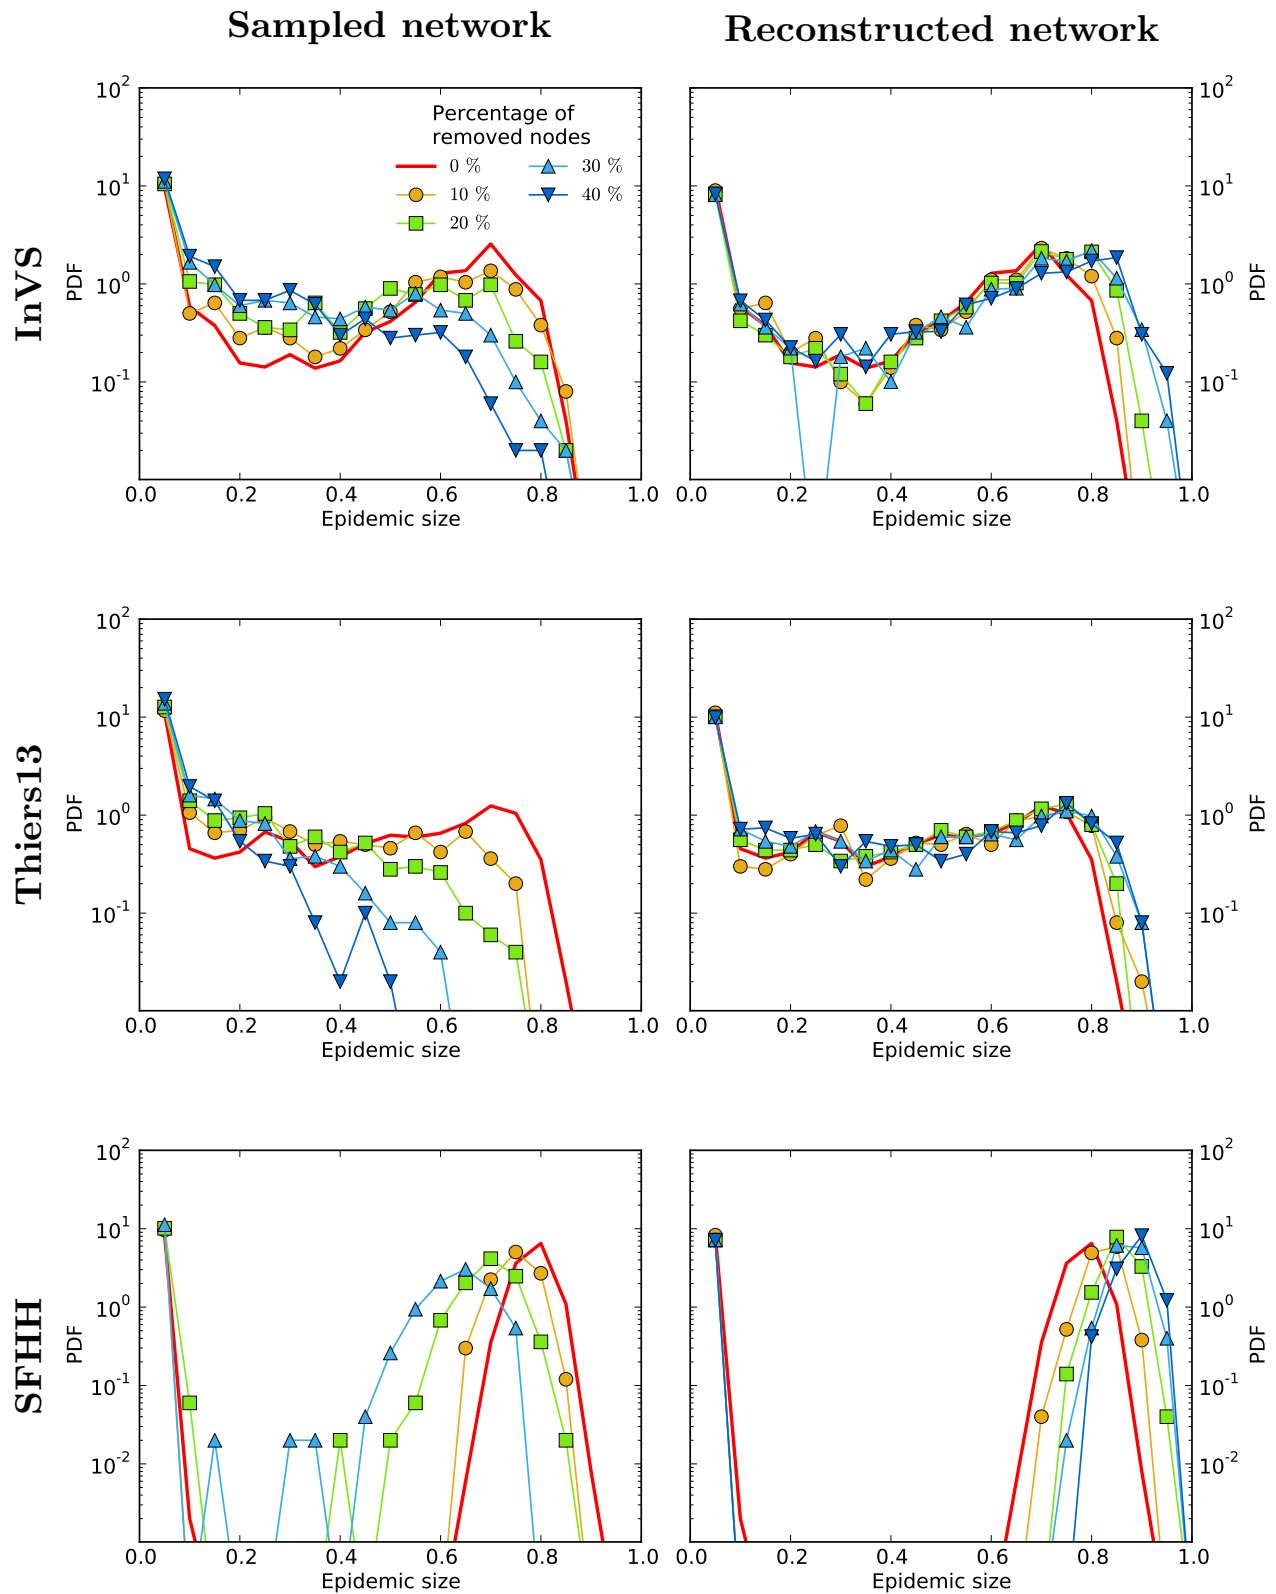 Sampled network
Reconstructed network
InVS
10^2
10^1
10^0
10^-1
PDF
0.0 0.2 0.4 0.6 0.8 1.0
Epidemic size
Percentage of
removed nodes
0 %
10 %
20 %
30 %
40 %
10^2
10^1
10^0
10^-1
PDF
0.0 0.2 0.4 0.6 0.8 1.0
Epidemic size
Thiers13
10^2
10^1
10^0
10^-1
PDF
0.0 0.2 0.4 0.6 0.8 1.0
Epidemic size
10^2
10^1
10^0
10^-1
PDF
0.0 0.2 0.4 0.6 0.8 1.0
Epidemic size
SFHH
10^2
10^1
10^0
10^-1
10^-2
PDF
0.0 0.2 0.4 0.6 0.8 1.0
Epidemic size
10^2
10^1
10^0
10^-1
10^-2
PDF
0.0 0.2 0.4 0.6 0.8 1.0
Epidemic size